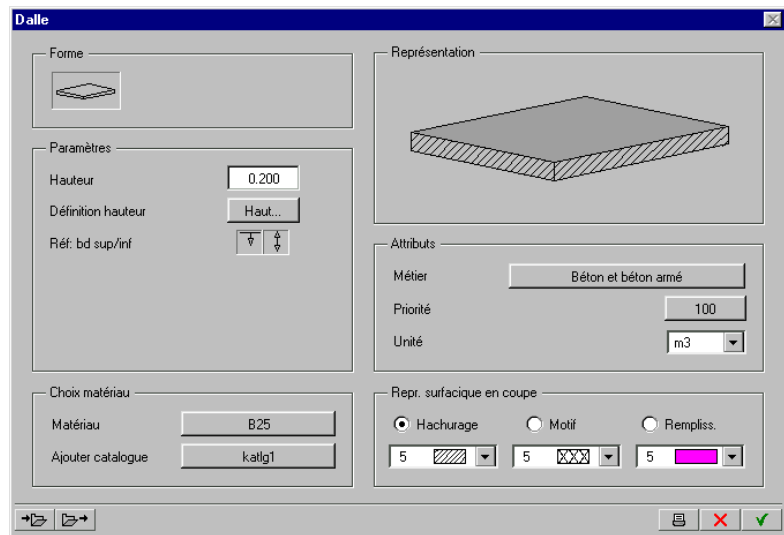 Dalle
Forme
Paramètres
Hauteur 0.200
Définition hauteur Haut...
Réf: bd sup/inf
Choix matériau
Matériau B25
Ajouter catalogue katlg1
Représentation
Attributs
Métier Béton et béton armé
Priorité 100
Unité m3
Repr. surfacique en coupe
Hachurage Motif Rempliss.
5 5 5